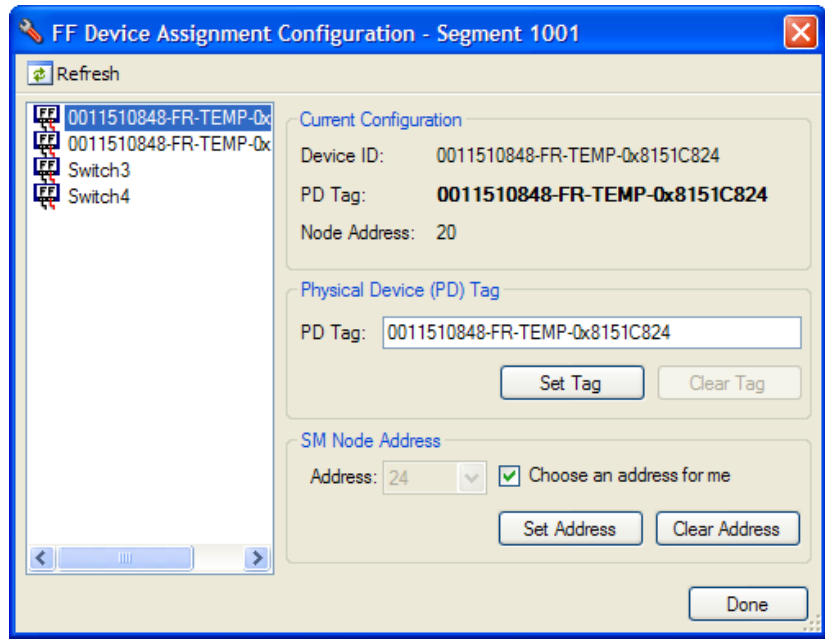 FF Device Assignment Configuration - Segment 1001
Refresh
0011510848-FR-TEMP-0x
0011510848-FR-TEMP-0x
Switch3
Switch4
Current Configuration
Device ID: 0011510848-FR-TEMP-0x8151C824
PD Tag: 0011510848-FR-TEMP-0x8151C824
Node Address: 20
Physical Device (PD) Tag
PD Tag: 0011510848-FR-TEMP-0x8151C824
Set Tag Clear Tag
SM Node Address
Address: 24 Choose an address for me
Set Address Clear Address
Done